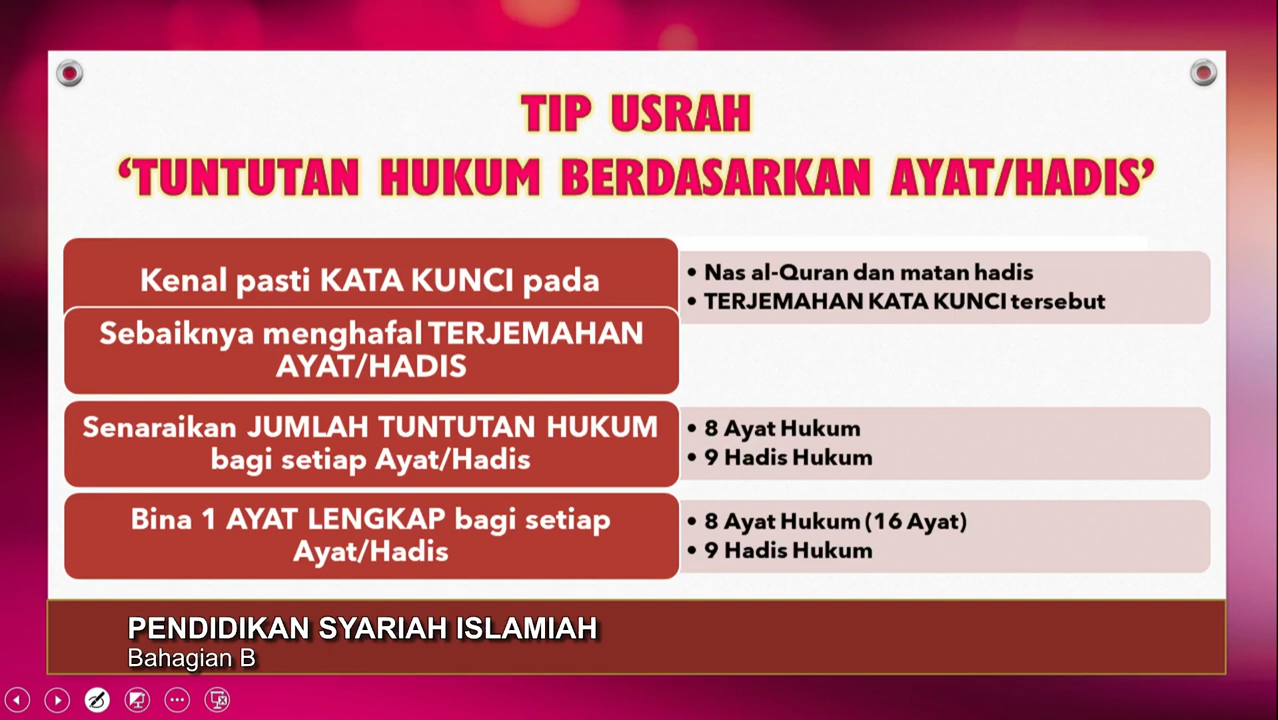 TIP USRAH
‘TUNTUTAN HUKUM BERDASARKAN AYAT/HADIS’
Kenal pasti KATA KUNCI pada
• Nas al-Quran dan matan hadis
• TERJEMAHAN KATA KUNCI tersebut
Sebaiknya menghafal TERJEMAHAN
AYAT/HADIS
Senaraikan JUMLAH TUNTUTAN HUKUM
bagi setiap Ayat/Hadis
• 8 Ayat Hukum
• 9 Hadis Hukum
Bina 1 AYAT LENGKAP bagi setiap
Ayat/Hadis
• 8 Ayat Hukum (16 Ayat)
• 9 Hadis Hukum
PENDIDIKAN SYARIAH ISLAMIAH
Bahagian B